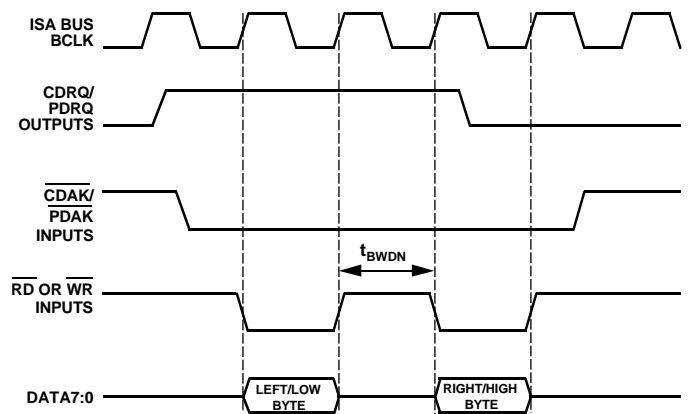 ISA BUS
BCLK
CDRQ/
PDRQ
OUTPUTS
CDAK/
PDAK
INPUTS
tBWDN
RD OR WR
INPUTS
DATA7:0
LEFT/LOW
BYTE
RIGHT/HIGH
BYTE